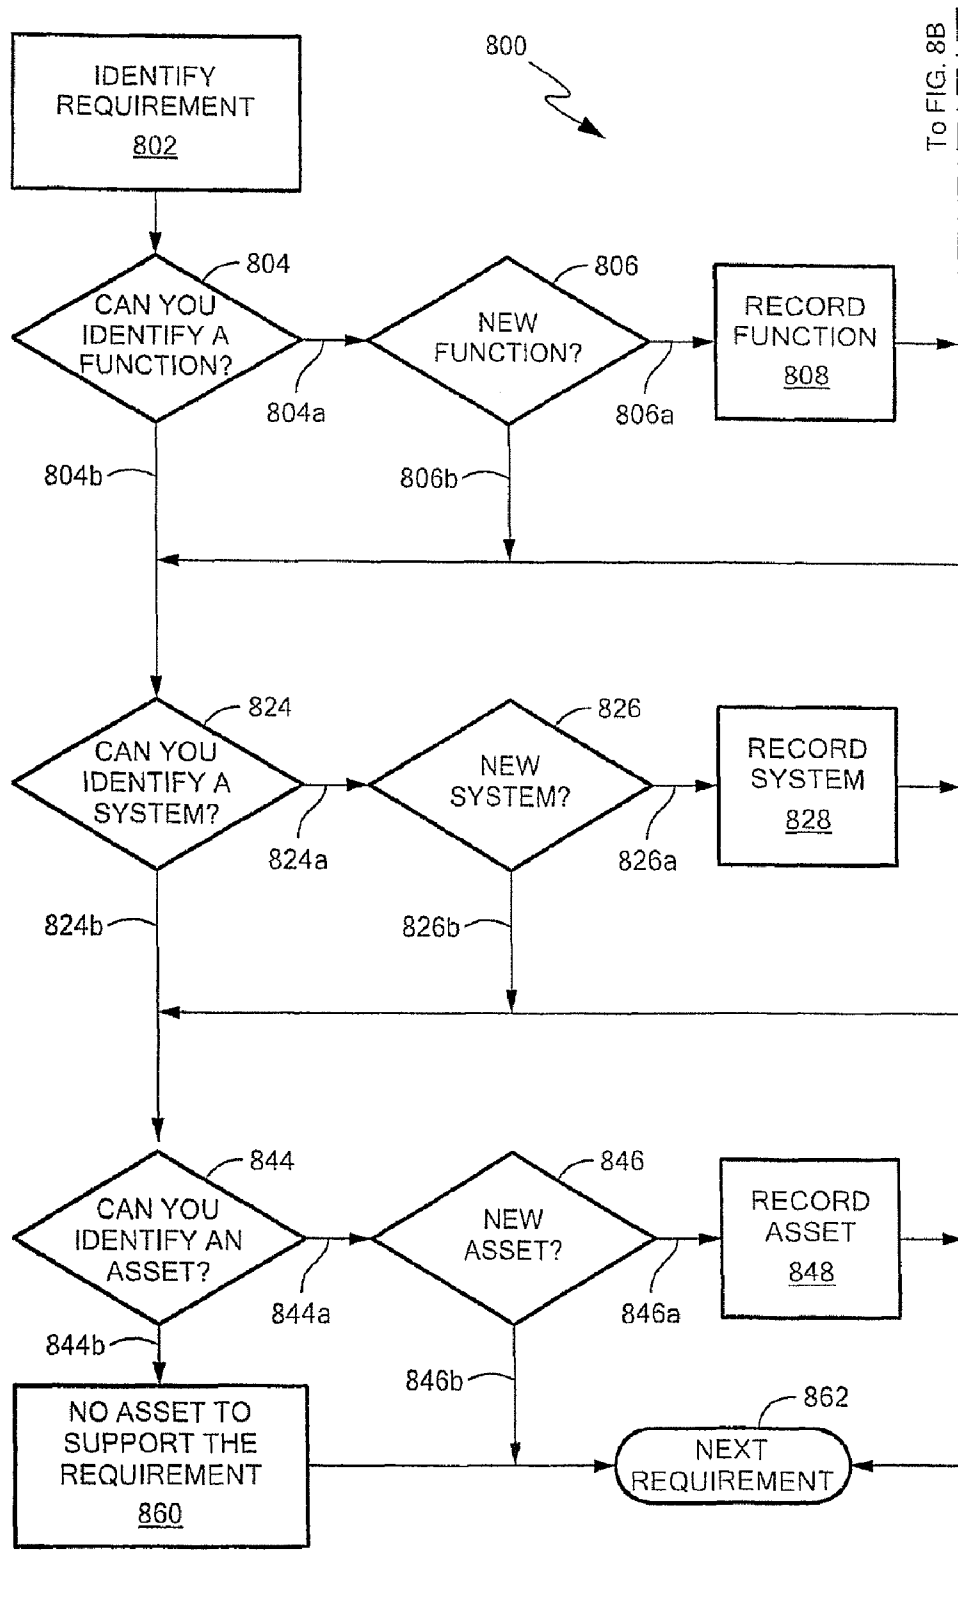 800
To FIG. 8B
IDENTIFY
REQUIREMENT
802
804
CAN YOU
IDENTIFY A
FUNCTION?
804a
804b
806
NEW
FUNCTION?
806a
806b
RECORD
FUNCTION
808
824
CAN YOU
IDENTIFY A
SYSTEM?
824a
824b
826
NEW
SYSTEM?
826a
826b
RECORD
SYSTEM
828
844
CAN YOU
IDENTIFY AN
ASSET?
844a
844b
846
NEW
ASSET?
846a
846b
RECORD
ASSET
848
NO ASSET TO
SUPPORT THE
REQUIREMENT
860
862
NEXT
REQUIREMENT